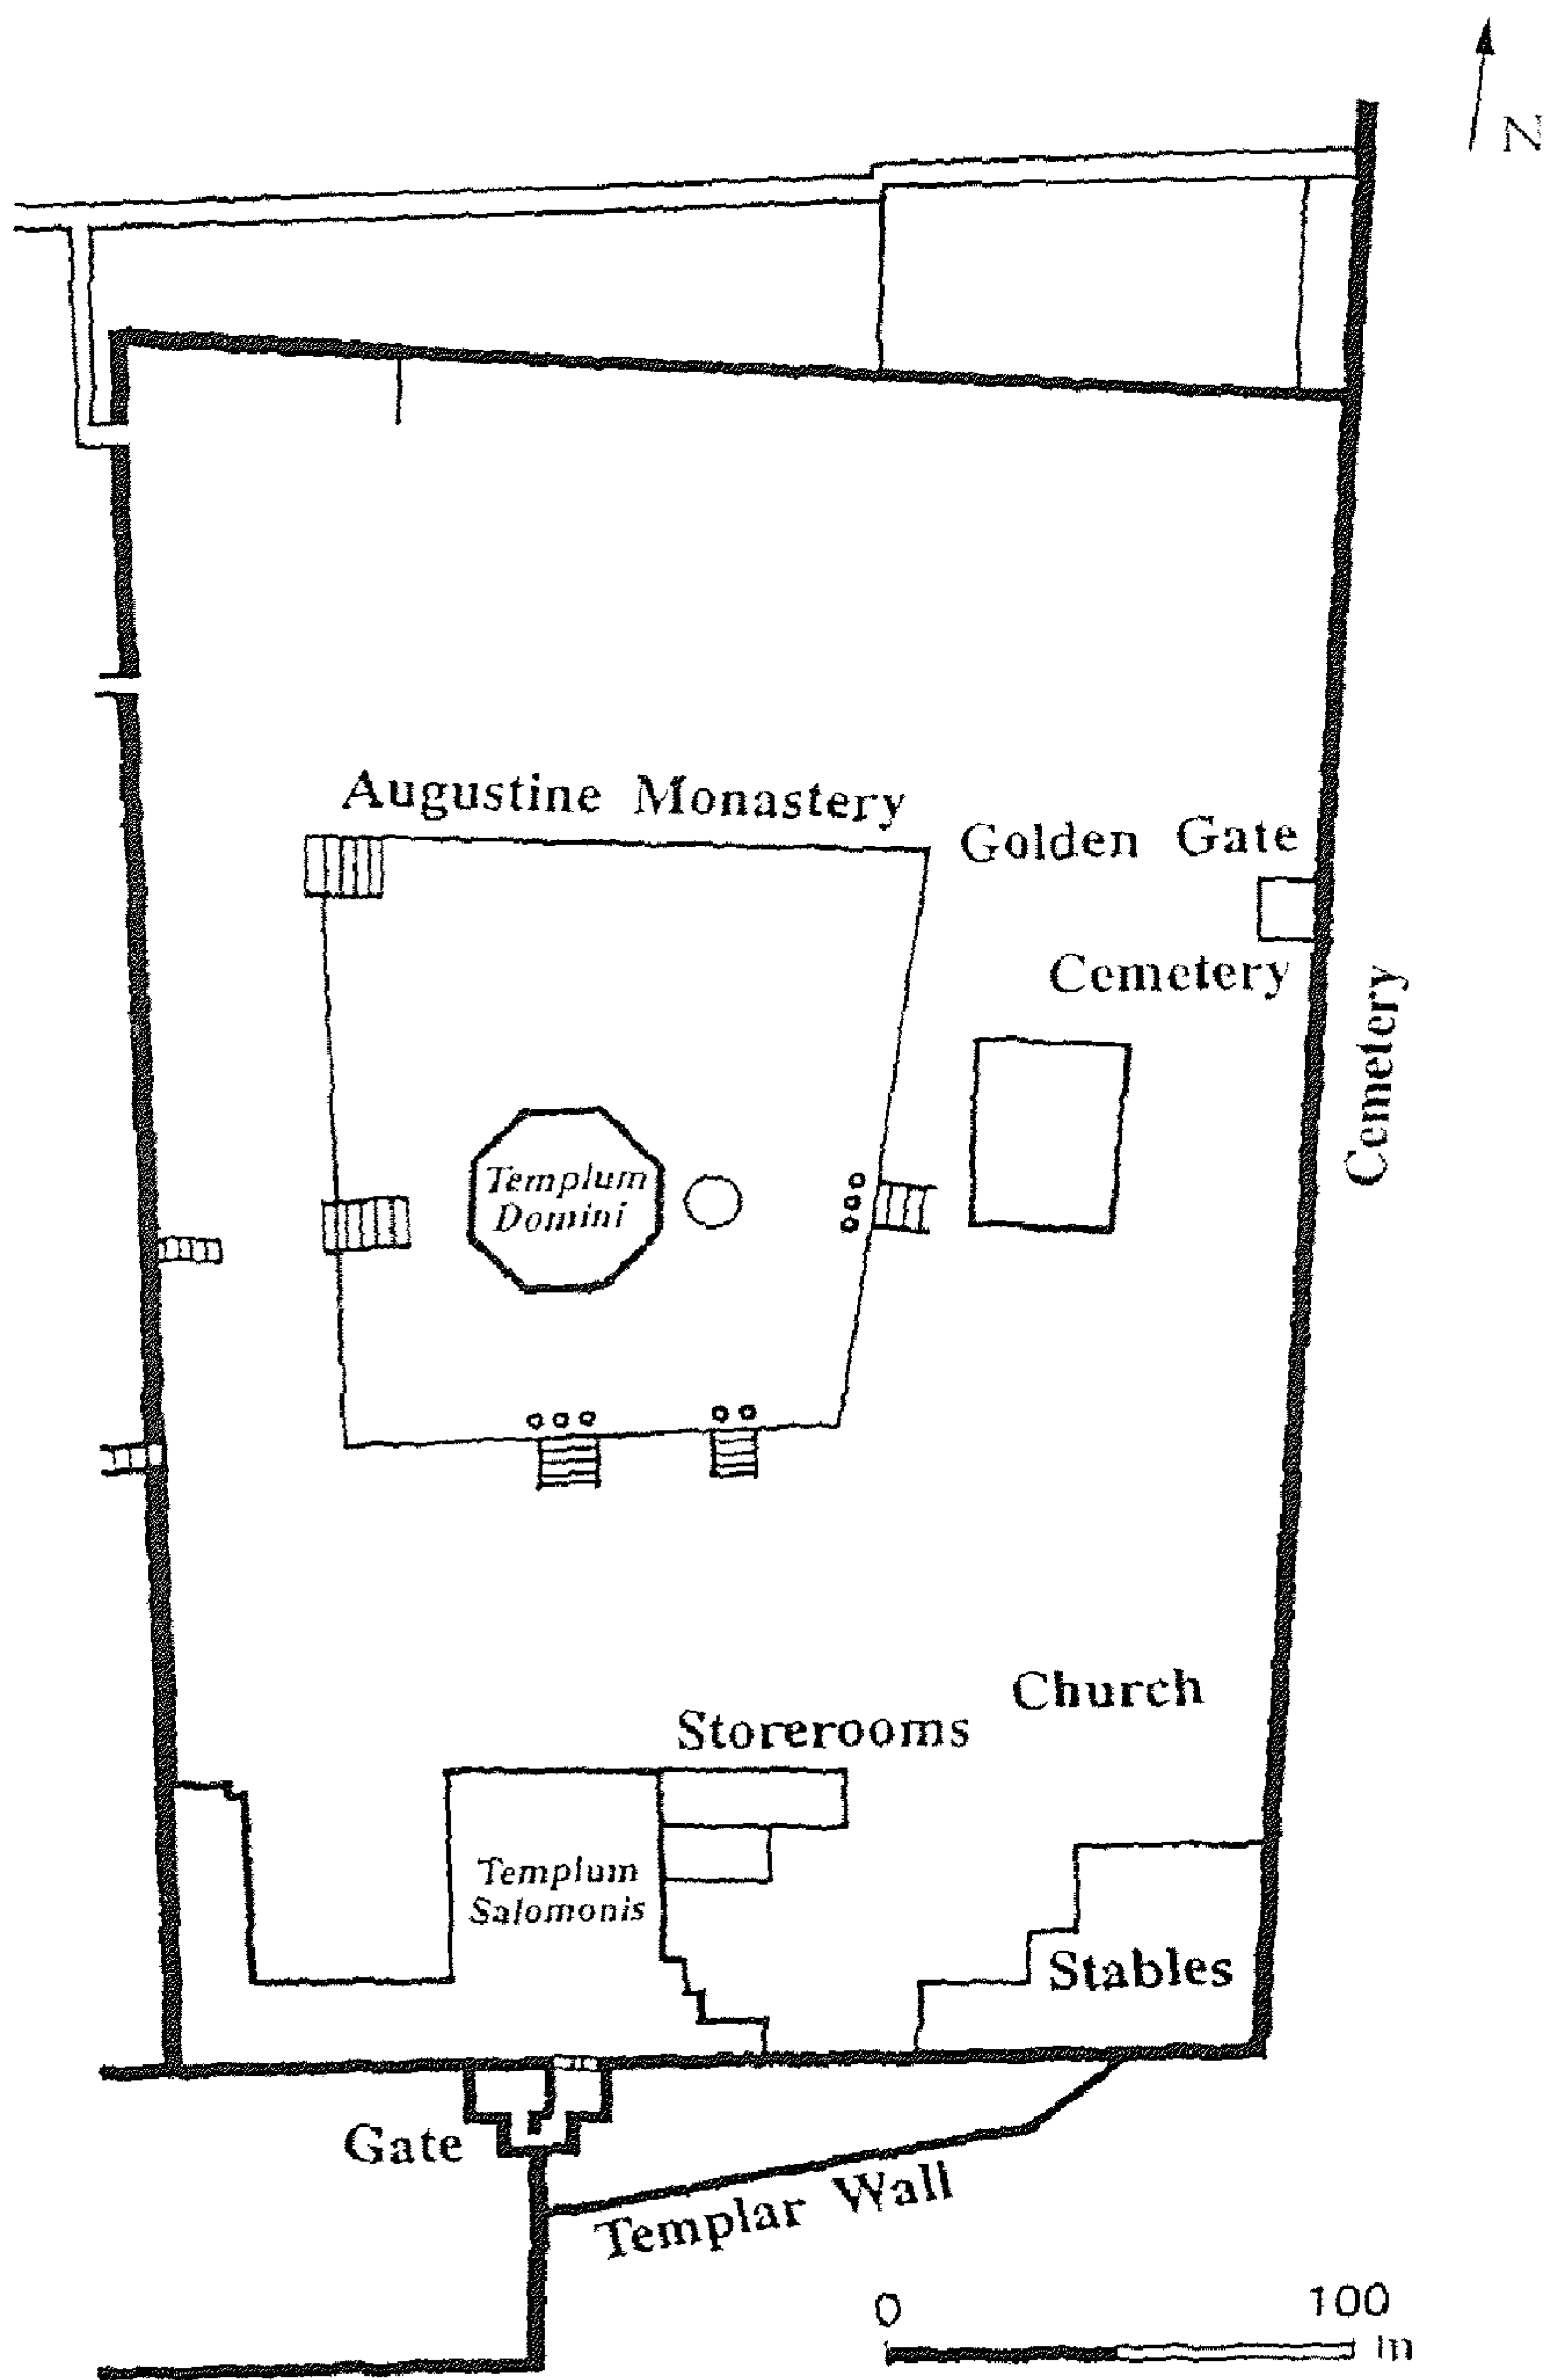 N
Augustine Monastery
Golden Gate
Cemetery
Cemetery
Templum
Domini
Church
Storerooms
Templum
Salomonis
Stables
Gate
Templar Wall
0 100
m